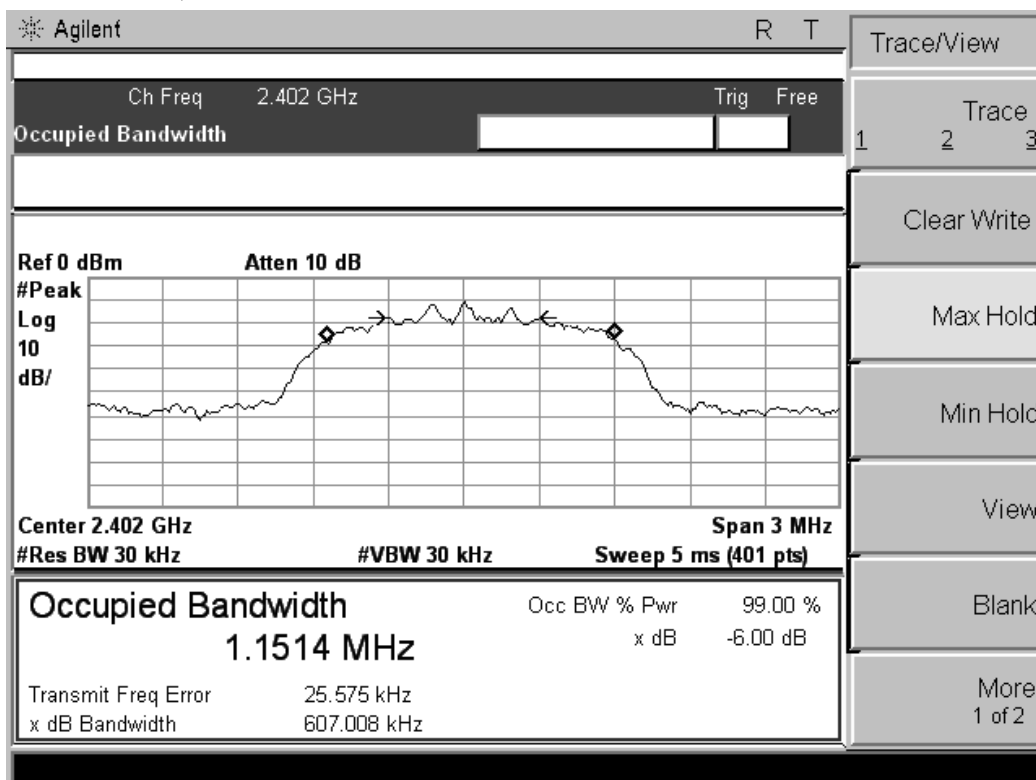 Agilent R T
Trace/View
Ch Freq 2.402 GHz Trig Free
Occupied Bandwidth
Trace
1 2 3
Clear Write
Ref 0 dBm Atten 10 dB
#Peak
Log
10
dB/
Max Hold
Min Hold
View
Center 2.402 GHz Span 3 MHz
#Res BW 30 kHz #VBW 30 kHz Sweep 5 ms (401 pts)
Occupied Bandwidth
1.1514 MHz
Occ BW % Pwr 99.00 %
x dB -6.00 dB
Transmit Freq Error 25.575 kHz
x dB Bandwidth 607.008 kHz
Blank
More
1 of 2